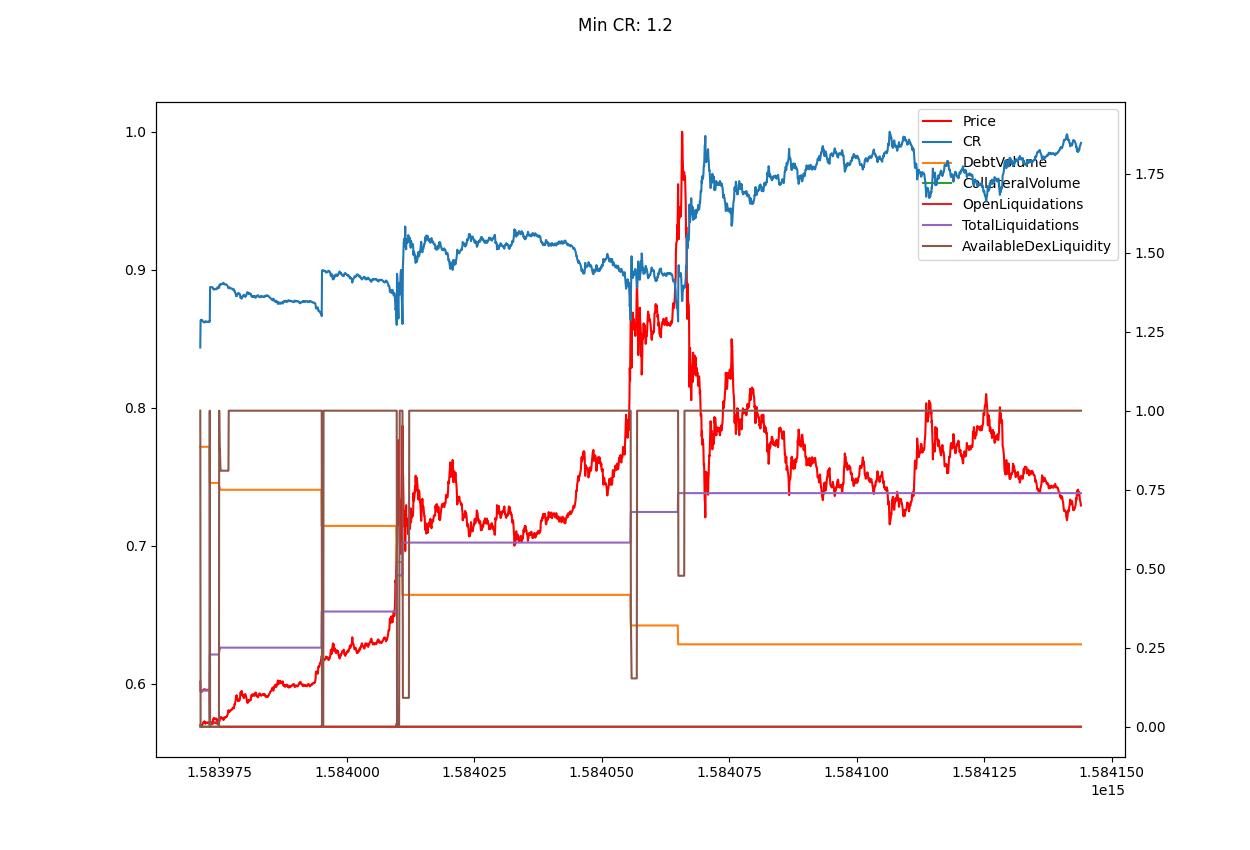 Min CR: 1.2
Price
CR
DebtVolume
CollateralVolume
OpenLiquidations
TotalLiquidations
AvailableDexLiquidity
1.0
0.9
0.8
0.7
0.6
1.75
1.50
1.25
1.00
0.75
0.50
0.25
0.00
1.583975 1.584000 1.584025 1.584050 1.584075 1.584100 1.584125 1.584150
1e15